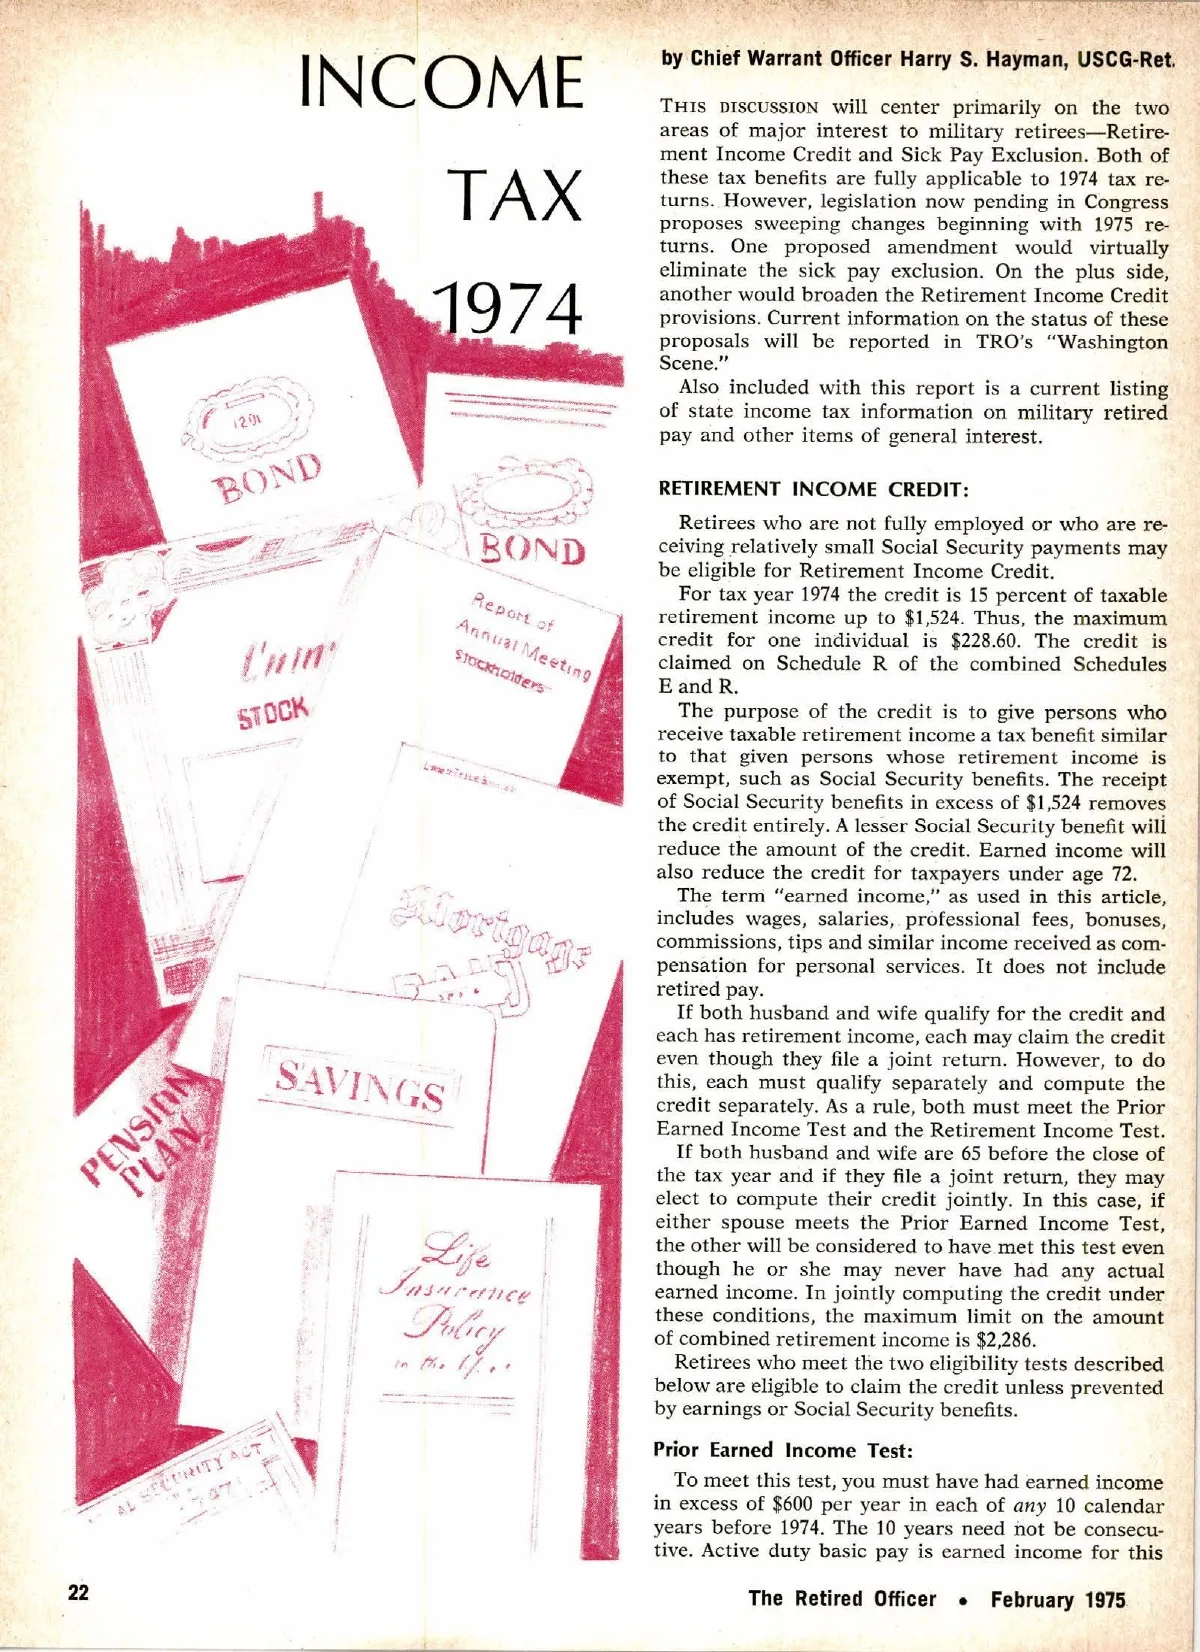 INCOME
TAX
1974
BOND
BOND
Report of
Annual Meeting
Stockholders
STOCK
Mortgage
SAVINGS
PENSION
PLAN
Life
Insurance
Policy
SECURITY ACT
by Chief Warrant Officer Harry S. Hayman, USCG-Ret.
THIS DISCUSSION will center primarily on the two
areas of major interest to military retirees—Retire-
ment Income Credit and Sick Pay Exclusion. Both of
these tax benefits are fully applicable to 1974 tax re-
turns. However, legislation now pending in Congress
proposes sweeping changes beginning with 1975 re-
turns. One proposed amendment would virtually
eliminate the sick pay exclusion. On the plus side,
another would broaden the Retirement Income Credit
provisions. Current information on the status of these
proposals will be reported in TRO's "Washington
Scene."
Also included with this report is a current listing
of state income tax information on military retired
pay and other items of general interest.
RETIREMENT INCOME CREDIT:
Retirees who are not fully employed or who are re-
ceiving relatively small Social Security payments may
be eligible for Retirement Income Credit.
For tax year 1974 the credit is 15 percent of taxable
retirement income up to $1,524. Thus, the maximum
credit for one individual is $228.60. The credit is
claimed on Schedule R of the combined Schedules
E and R.
The purpose of the credit is to give persons who
receive taxable retirement income a tax benefit similar
to that given persons whose retirement income is
exempt, such as Social Security benefits. The receipt
of Social Security benefits in excess of $1,524 removes
the credit entirely. A lesser Social Security benefit will
reduce the amount of the credit. Earned income will
also reduce the credit for taxpayers under age 72.
The term "earned income," as used in this article,
includes wages, salaries, professional fees, bonuses,
commissions, tips and similar income received as com-
pensation for personal services. It does not include
retired pay.
If both husband and wife qualify for the credit and
each has retirement income, each may claim the credit
even though they file a joint return. However, to do
this, each must qualify separately and compute the
credit separately. As a rule, both must meet the Prior
Earned Income Test and the Retirement Income Test.
If both husband and wife are 65 before the close of
the tax year and if they file a joint return, they may
elect to compute their credit jointly. In this case, if
either spouse meets the Prior Earned Income Test,
the other will be considered to have met this test even
though he or she may never have had any actual
earned income. In jointly computing the credit under
these conditions, the maximum limit on the amount
of combined retirement income is $2,286.
Retirees who meet the two eligibility tests described
below are eligible to claim the credit unless prevented
by earnings or Social Security benefits.
Prior Earned Income Test:
To meet this test, you must have had earned income
in excess of $600 per year in each of any 10 calendar
years before 1974. The 10 years need not be consecu-
tive. Active duty basic pay is earned income for this
22
The Retired Officer • February 1975